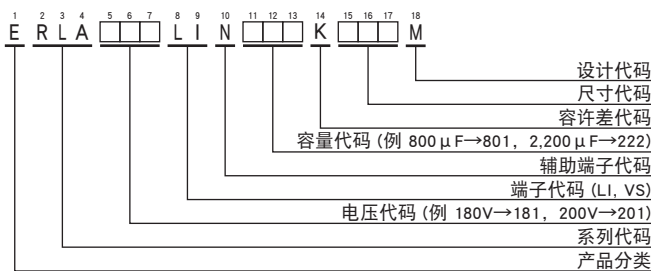 1 2 3 4 5 6 7 8 9 10 11 12 13 14 15 16 17 18
E R L A □□□ L I N □□□ K □□□ M
设计代码
尺寸代码
容许差代码
容量代码 (例 800μF→801，2,200μF→222)
辅助端子代码
端子代码 (LI, VS)
电压代码 (例 180V→181，200V→201)
系列代码
产品分类